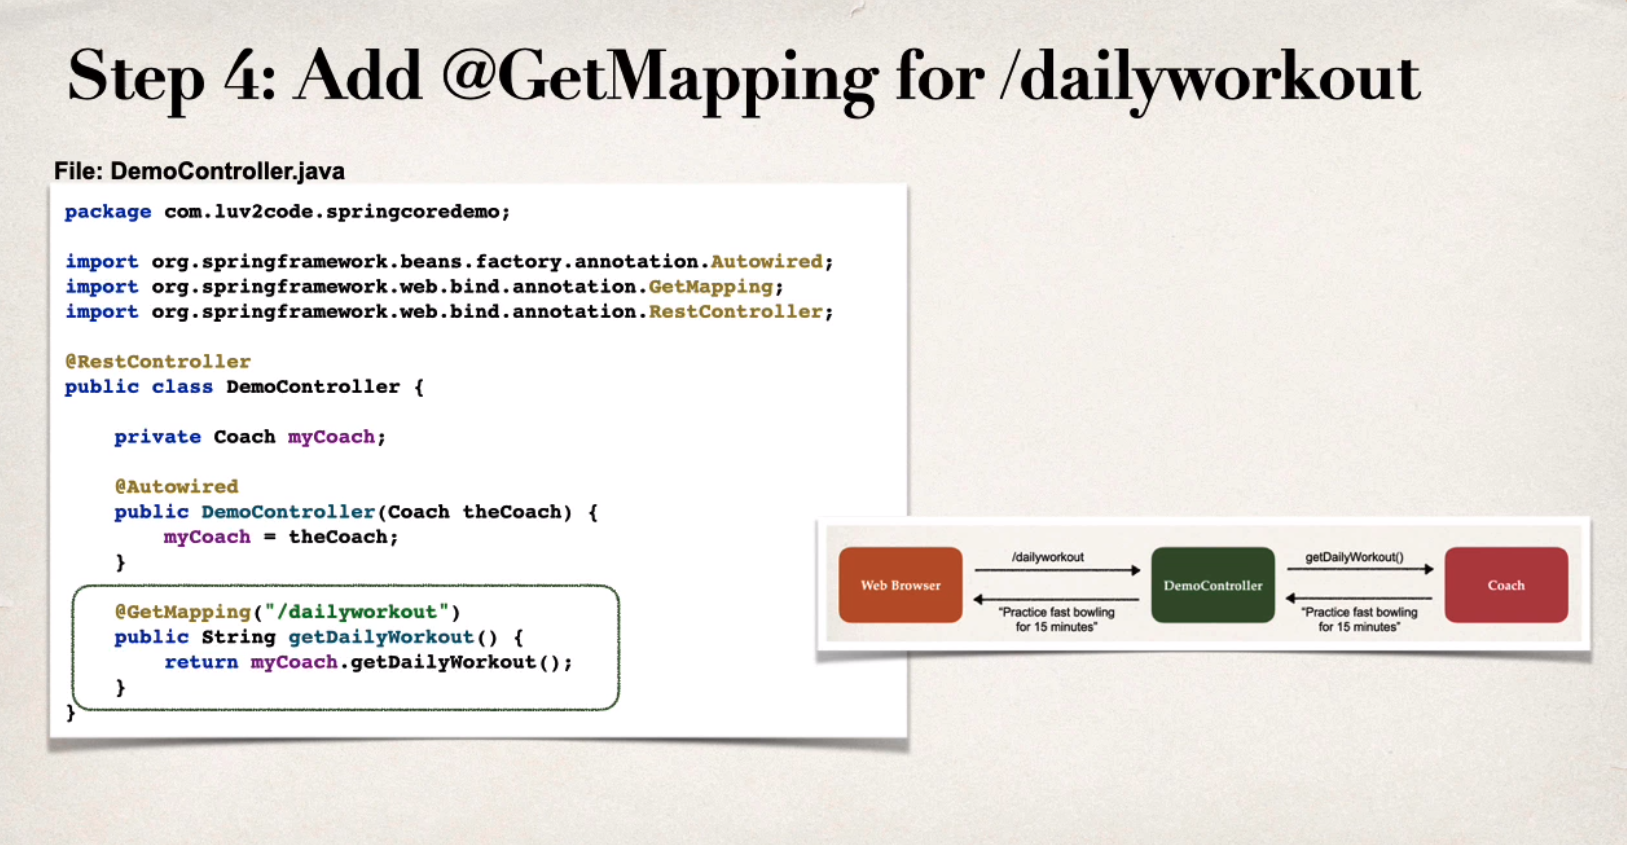 Step 4: Add @GetMapping for /dailyworkout
File: DemoController.java
package com.luv2code.springcoredemo;
import org.springframework.beans.factory.annotation.Autowired;
import org.springframework.web.bind.annotation.GetMapping;
import org.springframework.web.bind.annotation.RestController;
@RestController
public class DemoController {
private Coach myCoach;
@Autowired
public DemoController(Coach theCoach) {
myCoach = theCoach;
}
@GetMapping("/dailyworkout")
public String getDailyWorkout() {
return myCoach.getDailyWorkout();
}
}
Web Browser
/dailyworkout
"Practice fast bowling
for 15 minutes"
DemoController
getDailyWorkout()
"Practice fast bowling
for 15 minutes"
Coach